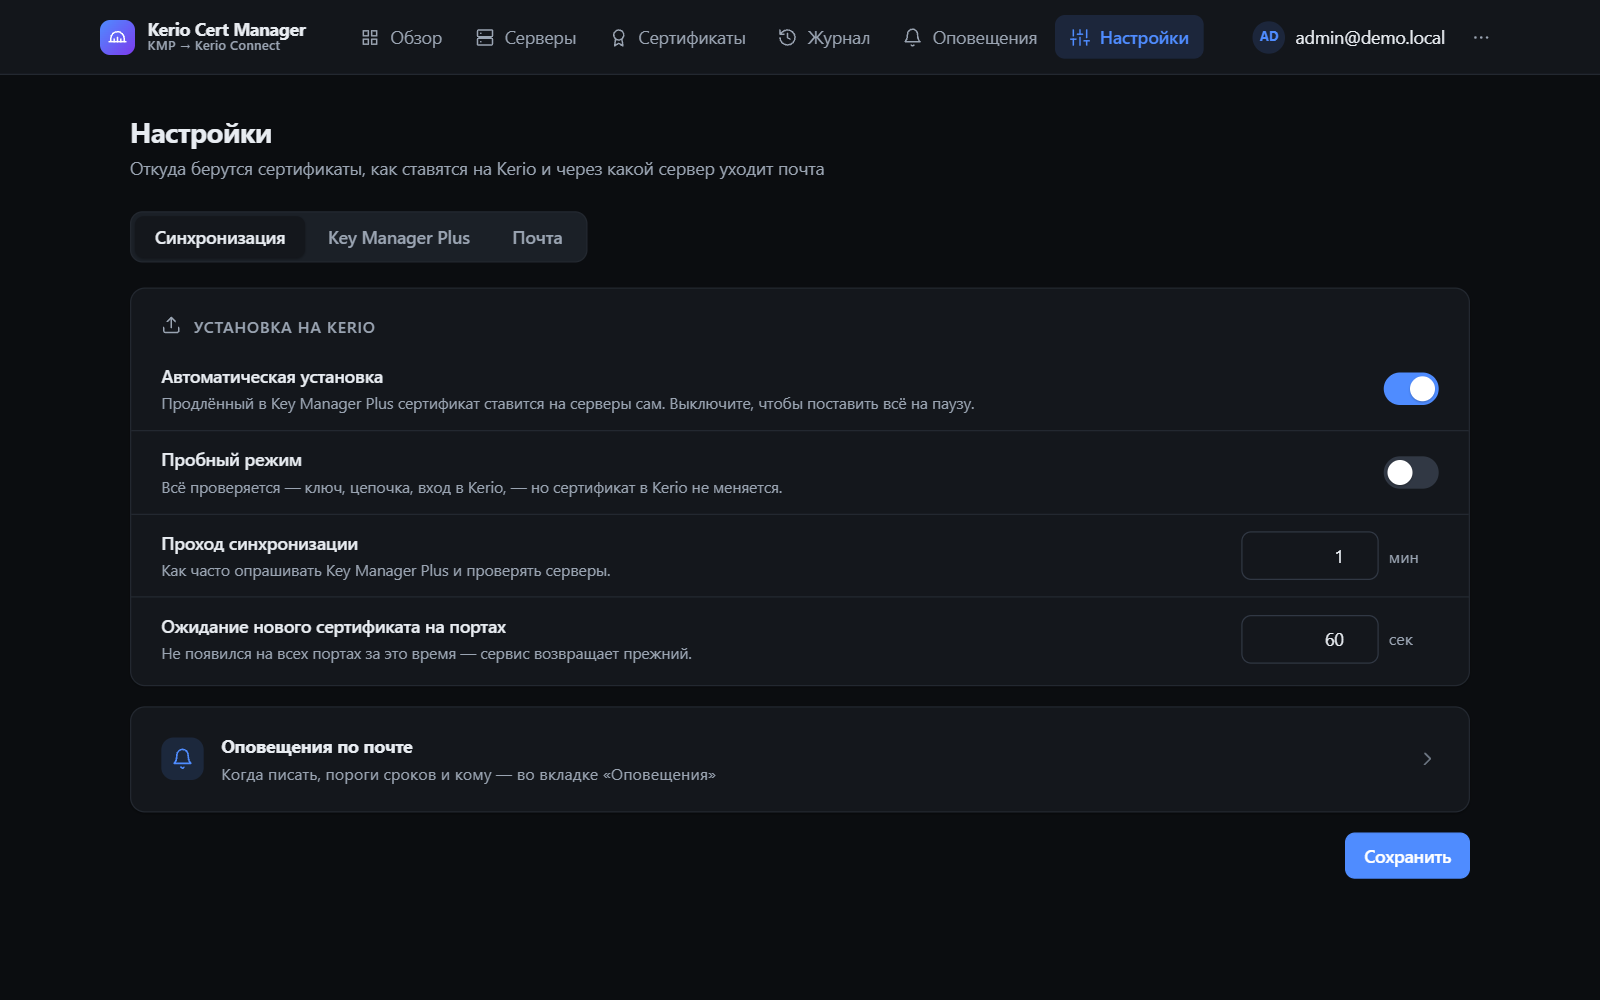 Kerio Cert Manager
KMP → Kerio Connect
Обзор
Серверы
Сертификаты
Журнал
Оповещения
Настройки
AD
admin@demo.local
Настройки
Откуда берутся сертификаты, как ставятся на Kerio и через какой сервер уходит почта
Синхронизация
Key Manager Plus
Почта
УСТАНОВКА НА KERIO
Автоматическая установка
Продлённый в Key Manager Plus сертификат ставится на серверы сам. Выключите, чтобы поставить всё на паузу.
Пробный режим
Всё проверяется — ключ, цепочка, вход в Kerio, — но сертификат в Kerio не меняется.
Проход синхронизации
Как часто опрашивать Key Manager Plus и проверять серверы.
1 мин
Ожидание нового сертификата на портах
Не появился на всех портах за это время — сервис возвращает прежний.
60 сек
Оповещения по почте
Когда писать, пороги сроков и кому — во вкладке «Оповещения»
Сохранить